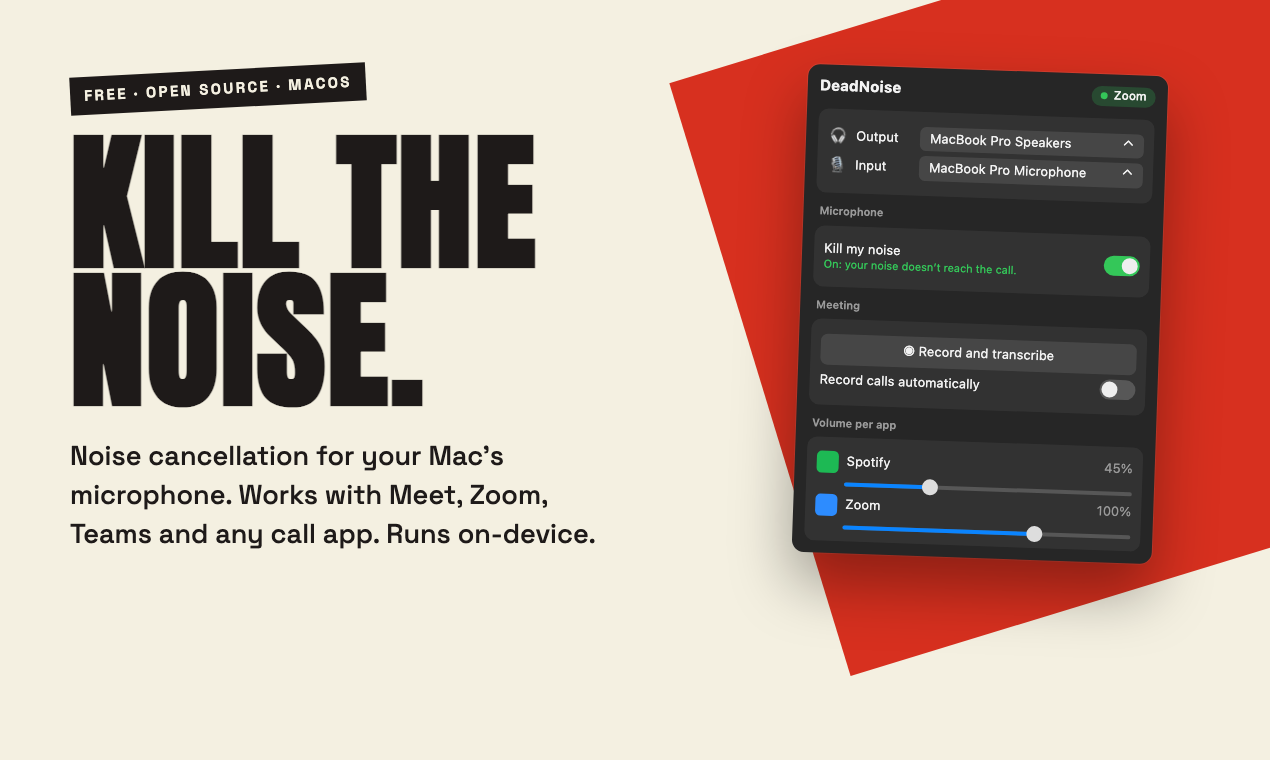 FREE · OPEN SOURCE · MACOS
KILL THE
NOISE.
Noise cancellation for your Mac’s
microphone. Works with Meet, Zoom,
Teams and any call app. Runs on-device.
DeadNoise
Zoom
Output
MacBook Pro Speakers
Input
MacBook Pro Microphone
Microphone
Kill my noise
On: your noise doesn’t reach the call.
Meeting
◉ Record and transcribe
Record calls automatically
Volume per app
Spotify
45%
Zoom
100%